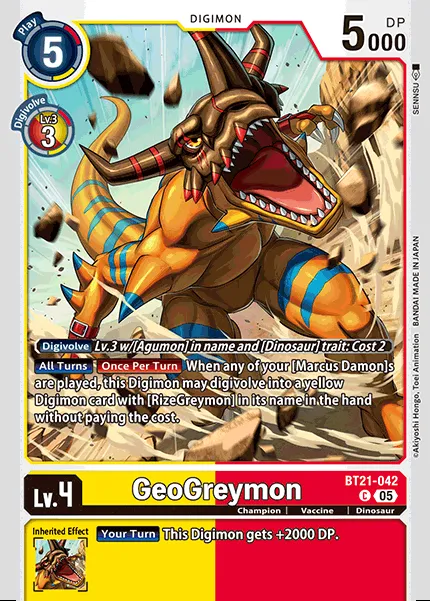 DIGIMON
Play
5
5000
DP
Digivolve
Lv.3
3
SENNSU
©Akiyoshi Hongo, Toei Animation BANDAI MADE IN JAPAN
Digivolve Lv.3 w/[Agumon] in name and [Dinosaur] trait: Cost 2
All Turns Once Per Turn When any of your [Marcus Damon]s
are played, this Digimon may digivolve into a yellow
Digimon card with [RizeGreymon] in its name in the hand
without paying the cost.
Lv.4
GeoGreymon
BT21-042
C 05
Champion | Vaccine | Dinosaur
Inherited Effect
Your Turn This Digimon gets +2000 DP.